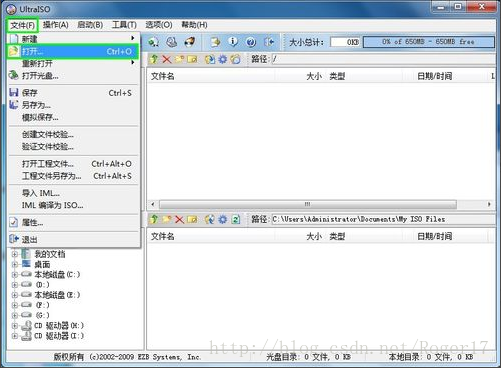 UltraISO
文件(F) 操作(A) 启动(B) 工具(T) 选项(O) 帮助(H)
新建
打开... Ctrl+O
重新打开
打开光盘...
保存 Ctrl+S
另存为...
模拟保存...
创建文件校验...
验证文件校验...
打开工程文件... Ctrl+Alt+O
工程文件另存为... Ctrl+Alt+S
导入 IML...
IML 编译为 ISO...
属性...
退出
大小总计: 0KB 0% of 650MB - 650MB free
路径: /
文件名 大小 类型 日期/时间 L
路径: C:\Users\Administrator\Documents\My ISO Files
文件名 大小 类型 日期/时间
我的文档
桌面
本地磁盘(C:)
(D:)
本地磁盘(E:)
(F:)
(G:)
CD 驱动器(H:)
CD 驱动器(I:)
http://blog.csdn.net/Roger17
版权所有 (c)2002-2009 EZB Systems, Inc. 光盘目录: 0 文件, 0 KB 本地目录: 0 文件, 0 KB